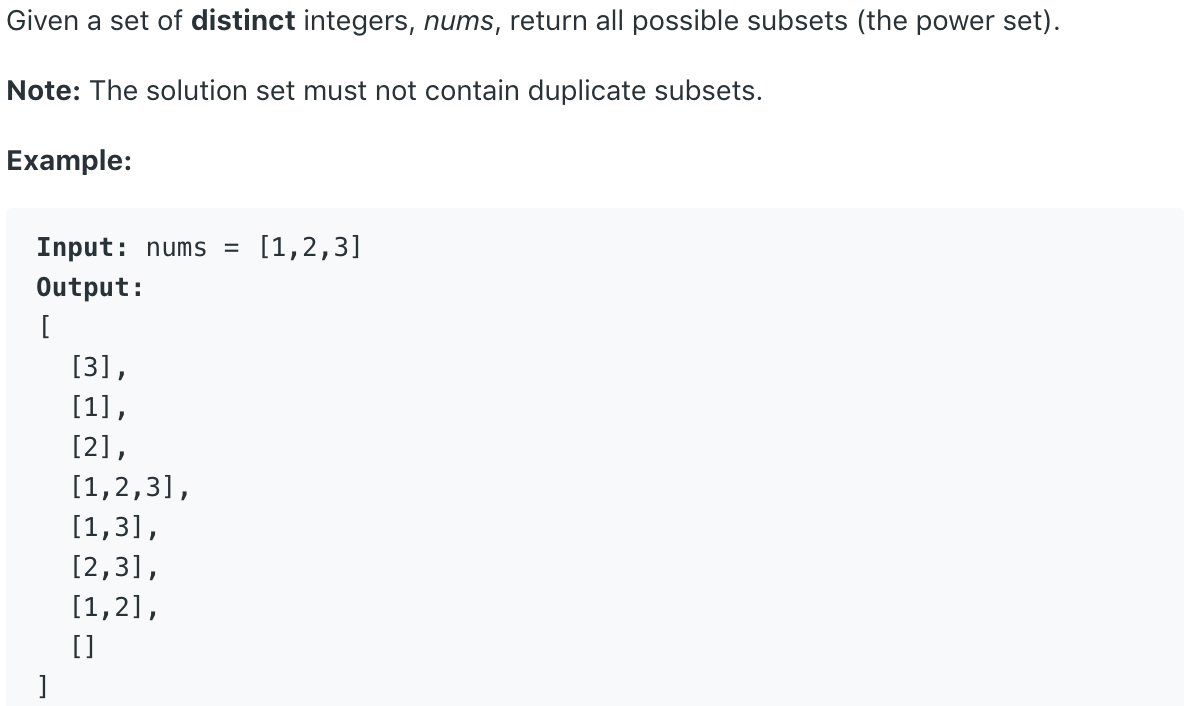 Given a set of distinct integers, nums, return all possible subsets (the power set).
Note: The solution set must not contain duplicate subsets.
Example:
Input: nums = [1,2,3]
Output:
[
  [3],
  [1],
  [2],
  [1,2,3],
  [1,3],
  [2,3],
  [1,2],
  []
]